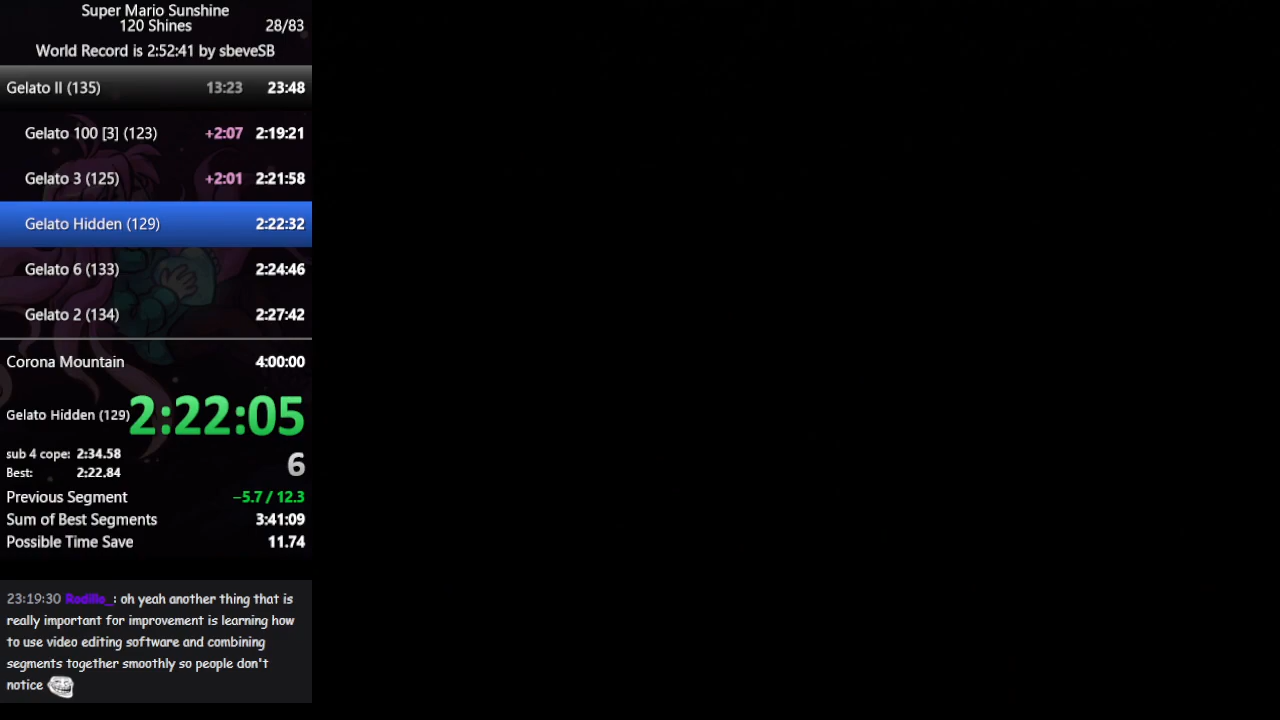 Super Mario Sunshine
120 Shines 28/83
World Record is 2:52:41 by sbeveSB
Gelato II (135) 13:23 23:48
Gelato 100 [3] (123) +2:07 2:19:21
Gelato 3 (125) +2:01 2:21:58
Gelato Hidden (129) 2:22:32
Gelato 6 (133) 2:24:46
Gelato 2 (134) 2:27:42
Corona Mountain 4:00:00
Gelato Hidden (129) 2:22:05
sub 4 cope: 2:34.58
6
Best: 2:22.84
Previous Segment −5.7 / 12.3
Sum of Best Segments 3:41:09
Possible Time Save 11.74
23:19:30 Rodillo_: oh yeah another thing that is
really important for improvement is learning how
to use video editing software and combining
segments together smoothly so people don't
notice